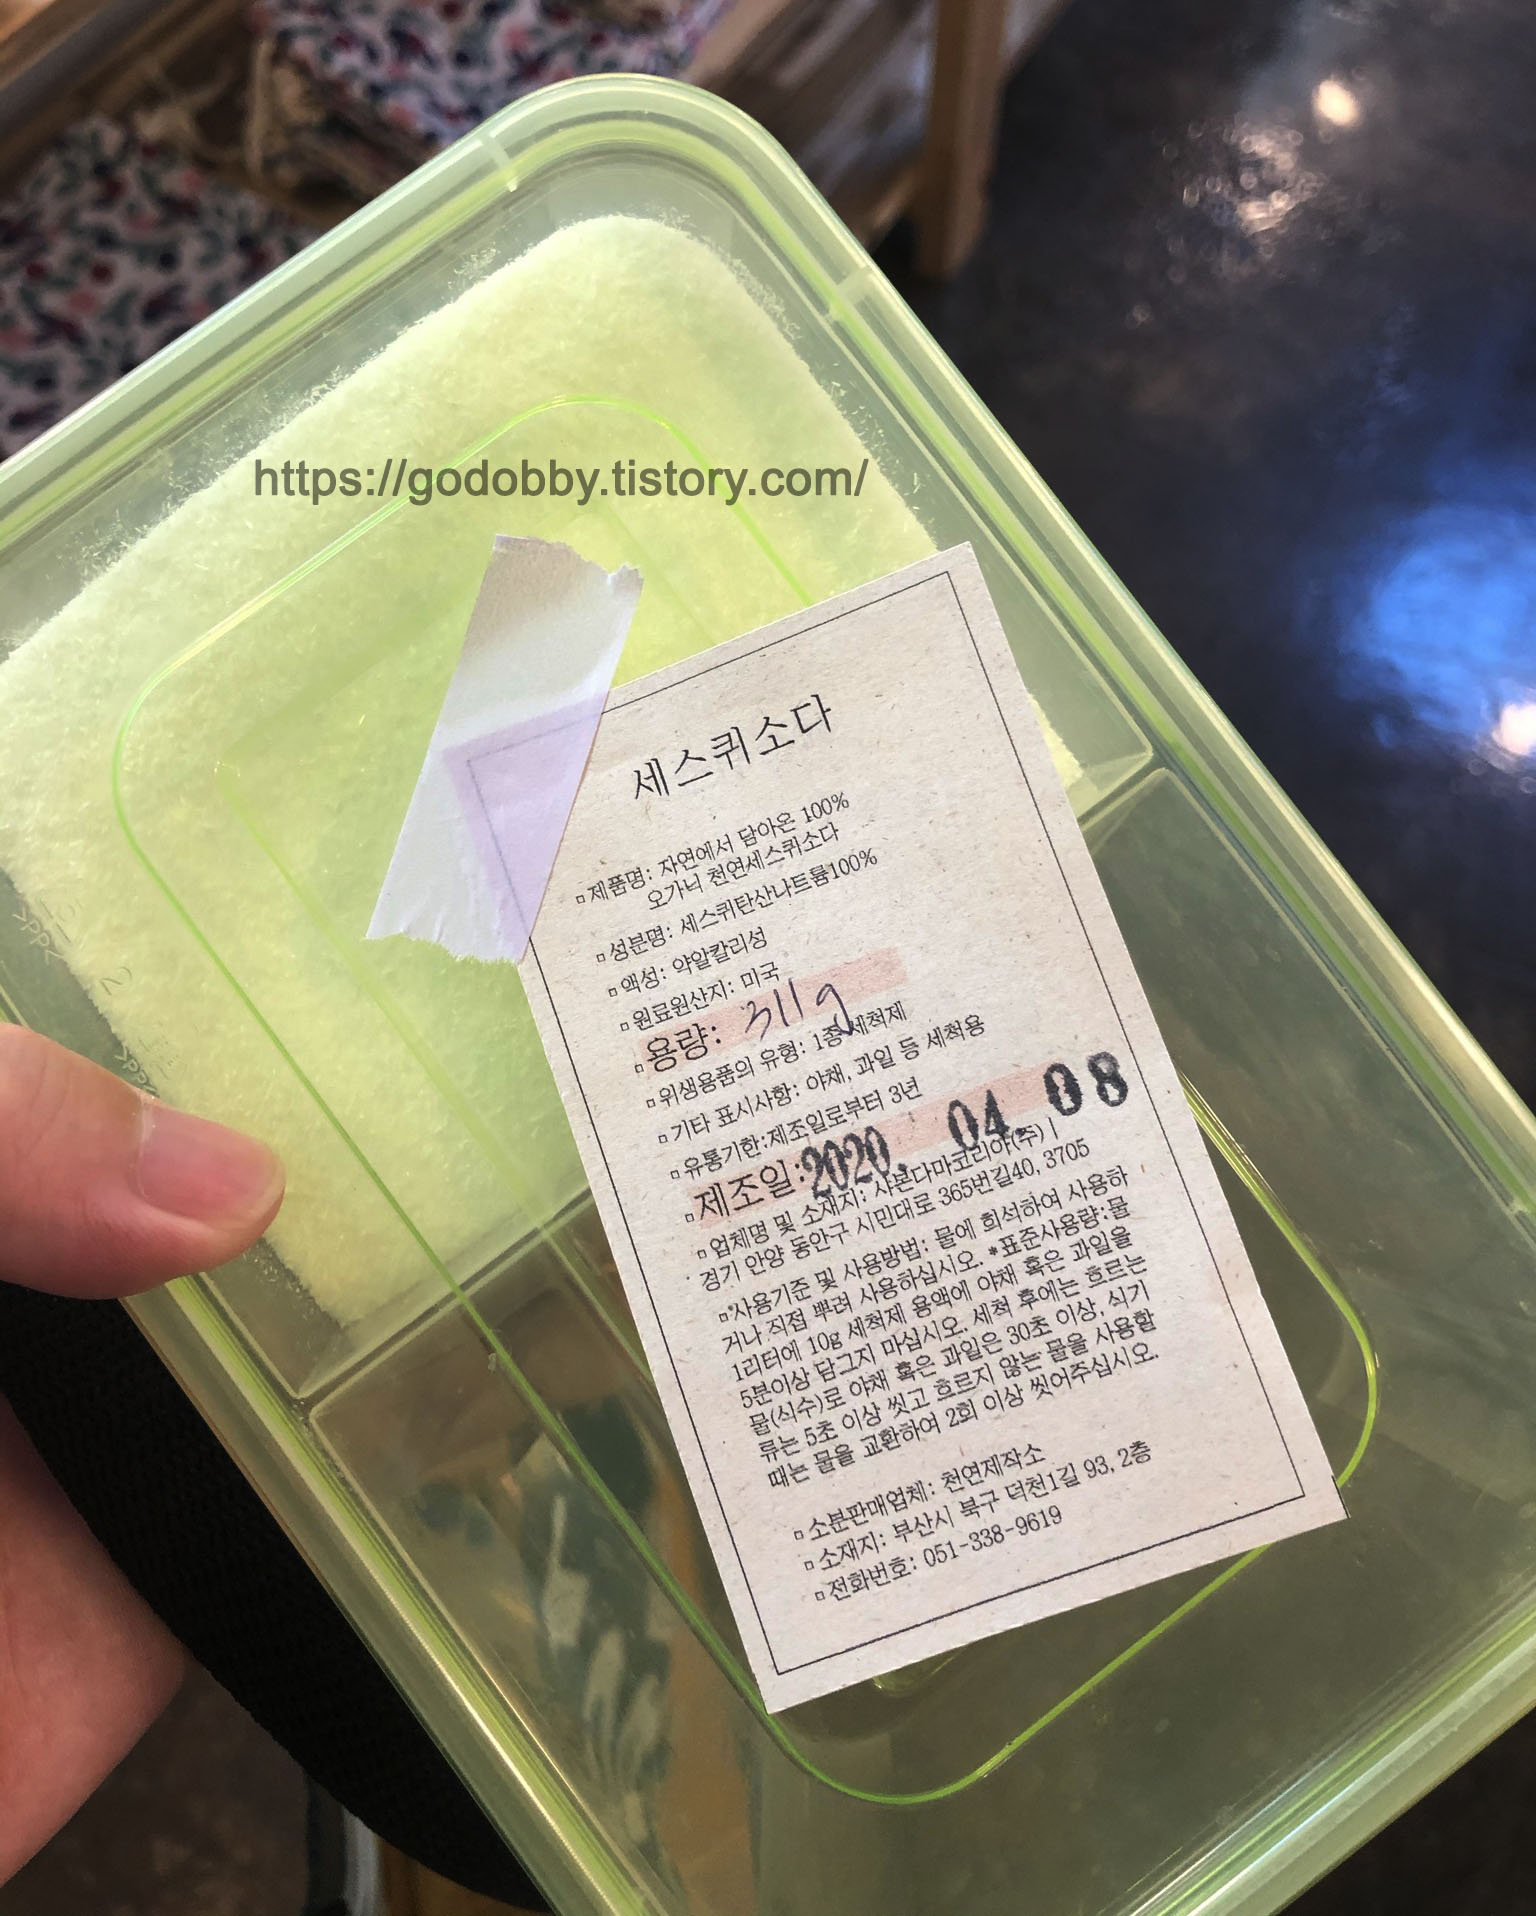 https://godobby.tistory.com/
세스퀴소다
▫제품명: 자연에서 담아온 100%
오가닉 천연세스퀴소다
▫성분명: 세스퀴탄산나트륨100%
▫액성: 약알칼리성
▫원료원산지: 미국
▫용량: 311g
▫위생용품의 유형: 1종 세척제
▫기타 표시사항: 야채, 과일 등 세척용
▫유통기한:제조일로부터 3년
▫제조일:2020. 04. 08
▫업체명 및 소재지: 사본다마코리아(주) |
경기 안양 동안구 시민대로 365번길40, 3705
▫*사용기준 및 사용방법: 물에 희석하여 사용하
거나 직접 뿌려 사용하십시오. *표준사용량:물
1리터에 10g 세척제 용액에 야채 혹은 과일을
5분이상 담그지 마십시오. 세척 후에는 흐르는
물(식수)로 야채 혹은 과일은 30초 이상, 식기
류는 5초 이상 씻고 흐르지 않는 물을 사용할
때는 물을 교환하여 2회 이상 씻어주십시오.
▫소분판매업체: 천연제작소
▫소재지: 부산시 북구 덕천1길 93, 2층
▫전화번호: 051-338-9619